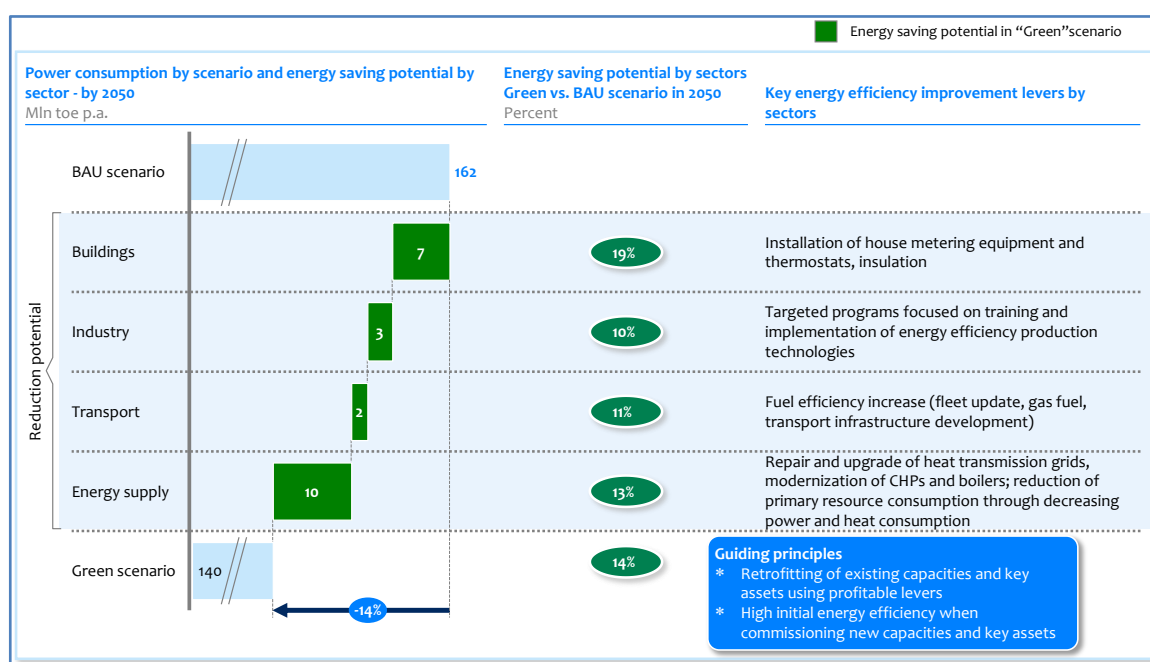 Energy saving potential in “Green”scenario
Power consumption by scenario and energy saving potential by
sector - by 2050
Mln toe p.a.
Energy saving potential by sectors
Green vs. BAU scenario in 2050
Percent
Key energy efficiency improvement levers by
sectors
BAU scenario
162
Reduction potential
Buildings
7
19%
Installation of house metering equipment and
thermostats, insulation
Industry
3
10%
Targeted programs focused on training and
implementation of energy efficiency production
technologies
Transport
2
11%
Fuel efficiency increase (fleet update, gas fuel,
transport infrastructure development)
Energy supply
10
13%
Repair and upgrade of heat transmission grids,
modernization of CHPs and boilers; reduction of
primary resource consumption through decreasing
power and heat consumption
Green scenario
140
14%
-14%
Guiding principles
* Retrofitting of existing capacities and key
assets using profitable levers
* High initial energy efficiency when
commissioning new capacities and key assets